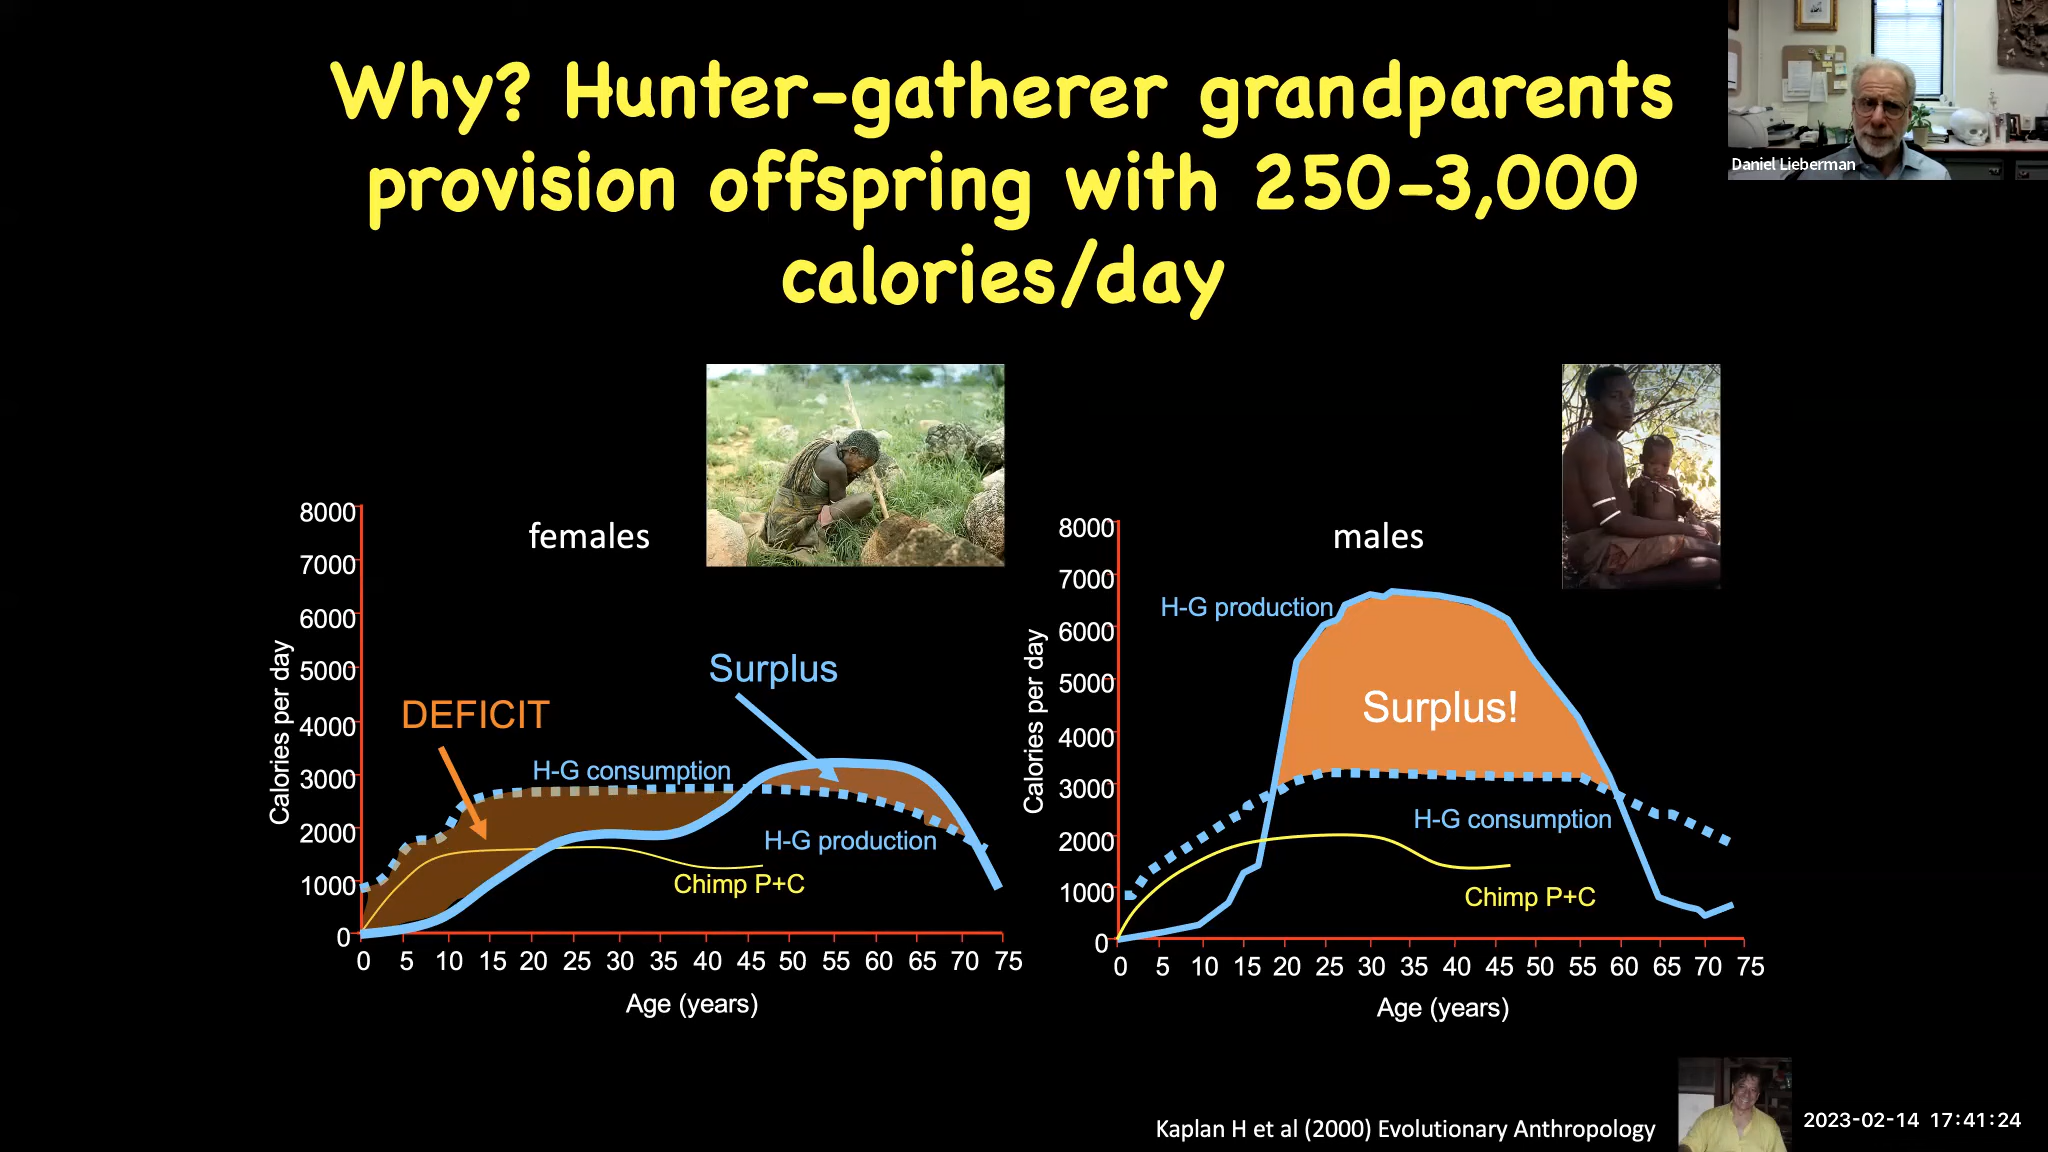 Why? Hunter-gatherer grandparents
provision offspring with 250-3,000
calories/day
Daniel Lieberman
females
Calories per day
8000
7000
6000
5000
4000
3000
2000
1000
0
DEFICIT
Surplus
H-G consumption
H-G production
Chimp P+C
0 5 10 15 20 25 30 35 40 45 50 55 60 65 70 75
Age (years)
males
Calories per day
8000
7000
6000
5000
4000
3000
2000
1000
0
H-G production
Surplus!
H-G consumption
Chimp P+C
0 5 10 15 20 25 30 35 40 45 55 60 65 70 75
Age (years)
Kaplan H et al (2000) Evolutionary Anthropology
2023-02-14 17:41:24